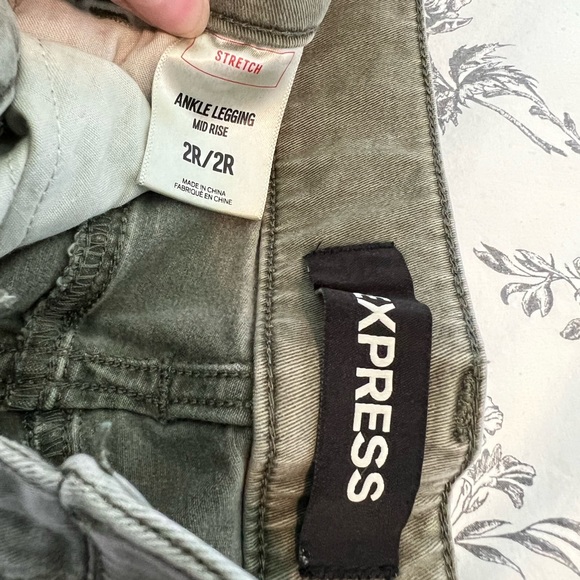 STRETCH
ANKLE LEGGING
MID RISE
2R/2R
MADE IN CHINA
FABRIQUÉ EN CHINE
EXPRESS